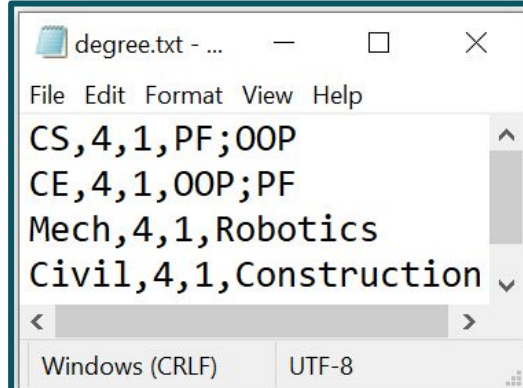 degree.txt - ...
File Edit Format View Help
CS,4,1,PF;OOP
CE,4,1,OOP;PF
Mech,4,1,Robotics
Civil,4,1,Construction
Windows (CRLF) UTF-8